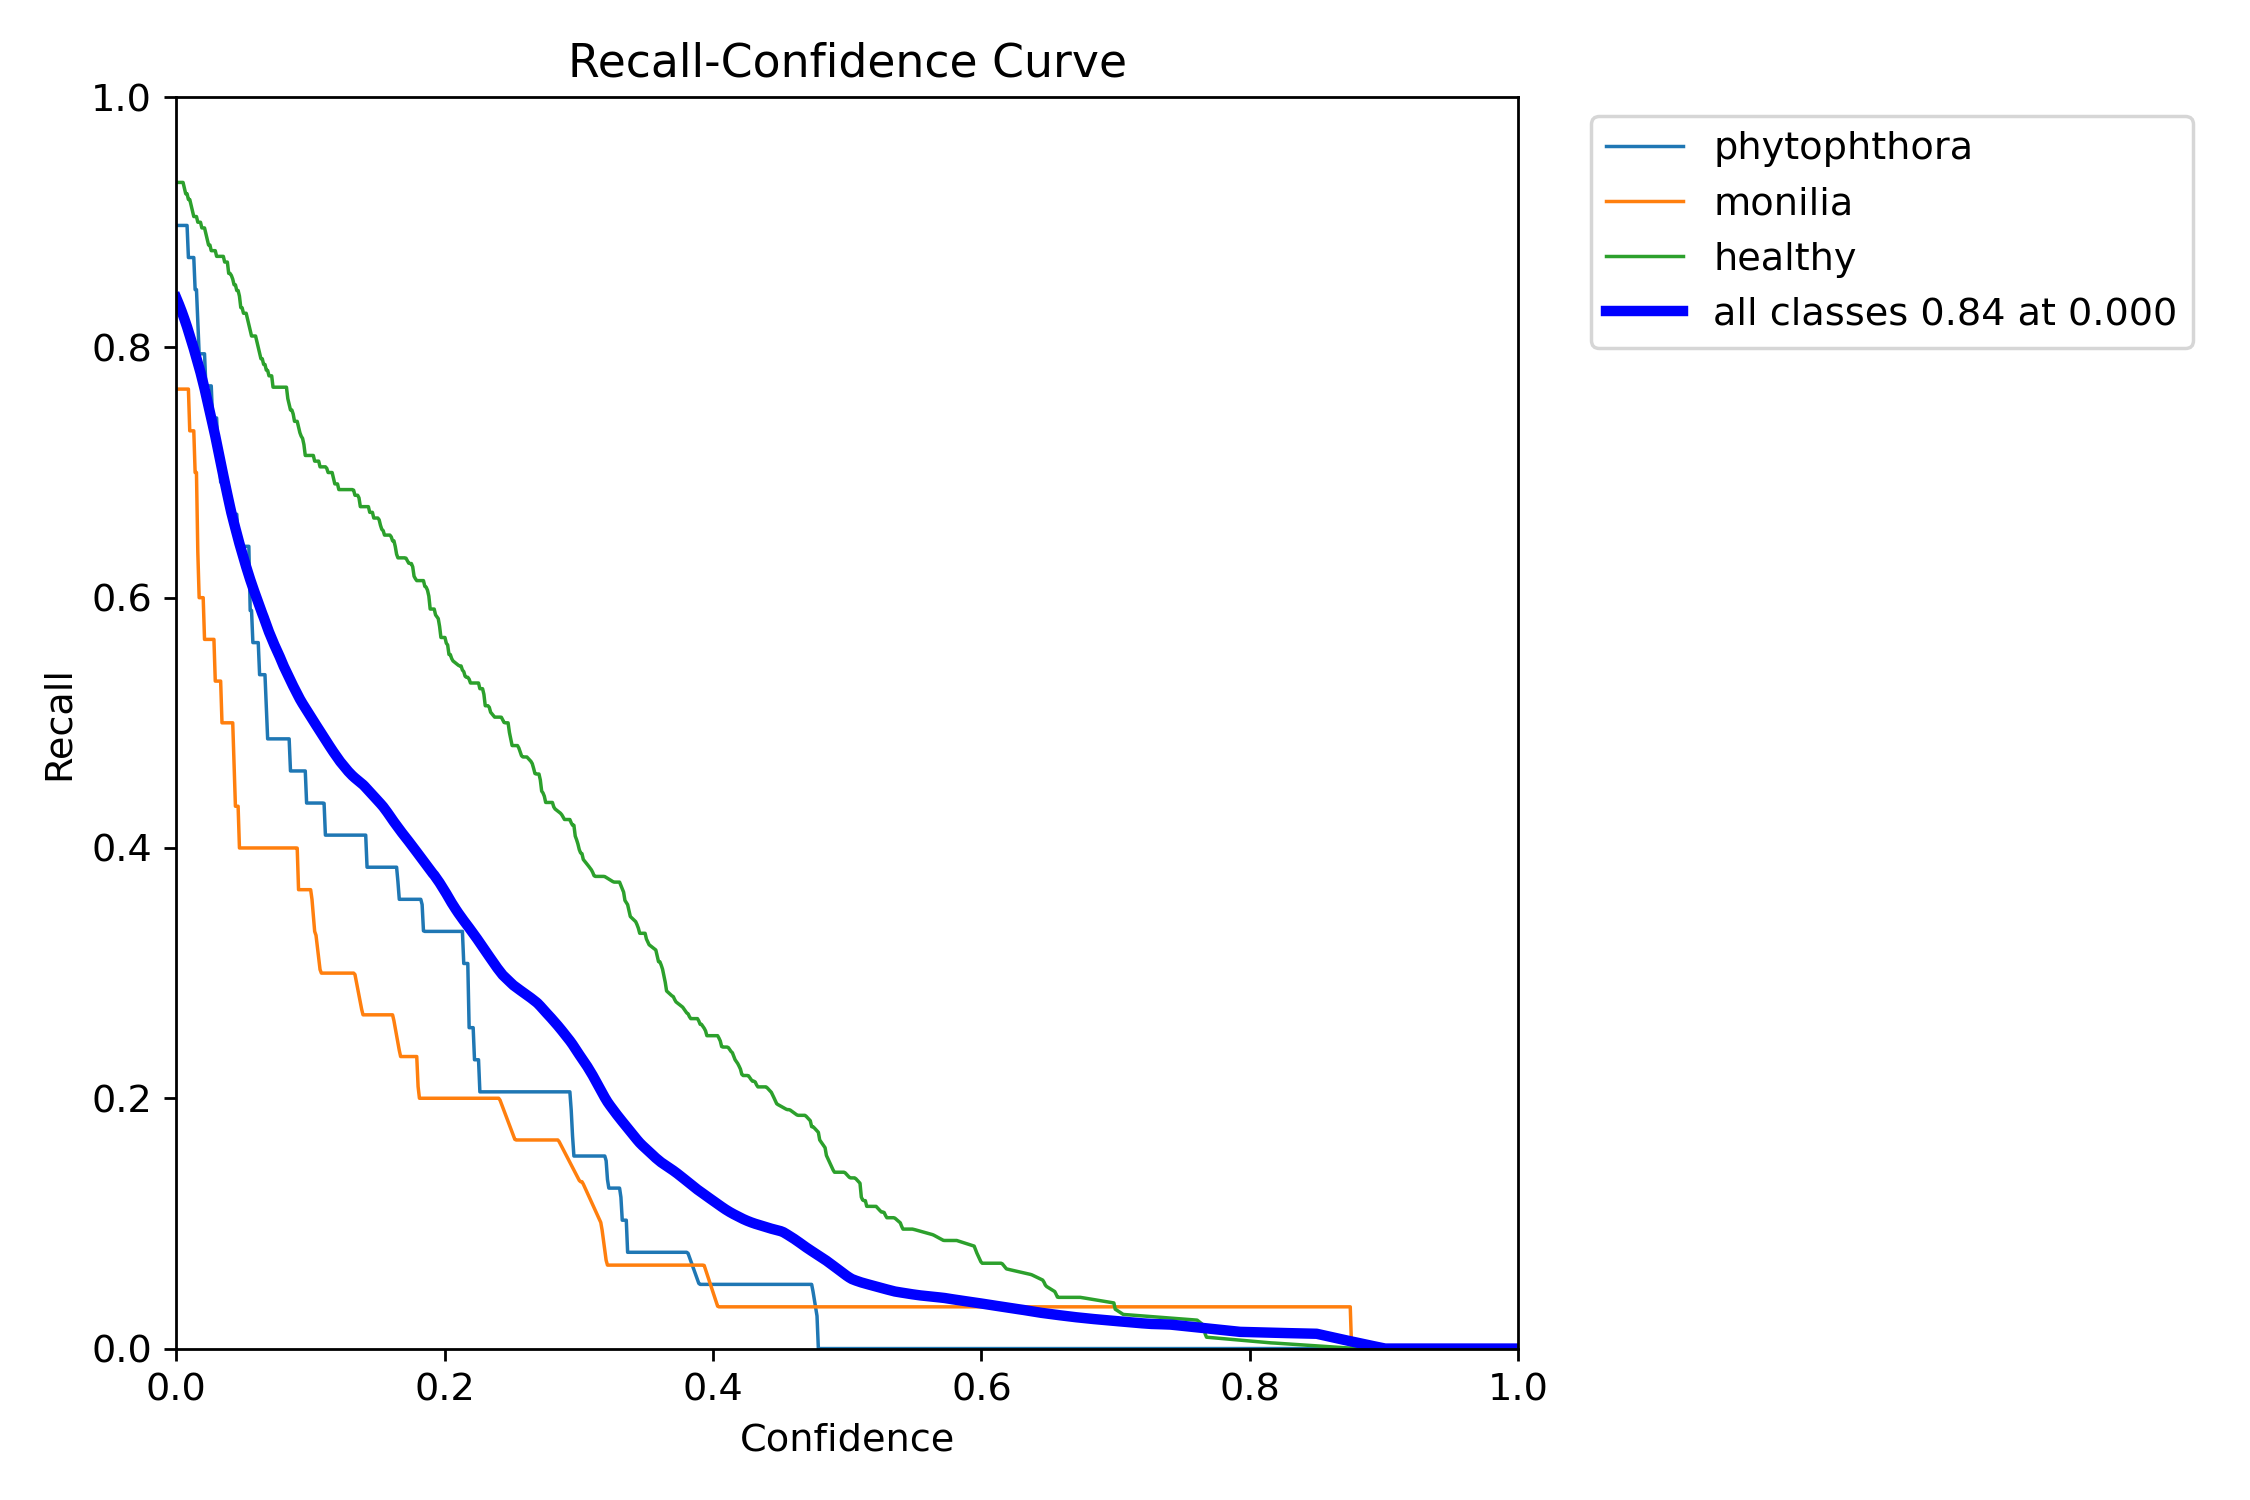 Recall-Confidence Curve
1.0
0.8
0.6
0.4
0.2
0.0
Recall
0.0 0.2 0.4 0.6 0.8 1.0
Confidence
phytophthora
monilia
healthy
all classes 0.84 at 0.000